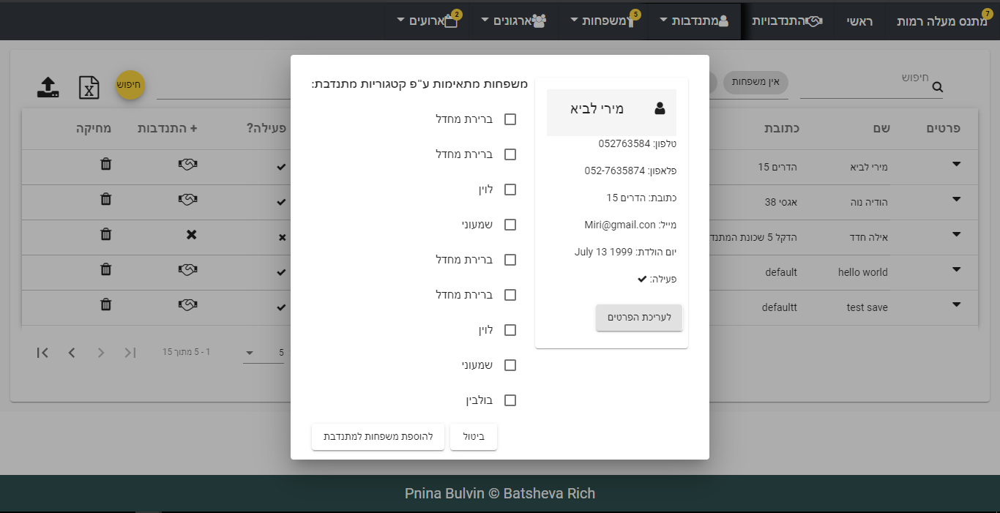 מתנס מעלה רמות 7
ראשי
התנדבויות
מתנדבות
משפחות 5
ארגונים
ארועים 2
חיפוש
אין משפחות
חיפוש
פרטים שם כתובת פעילה? + התנדבות מחיקה
מירי לביא הדרים 15
הודיה נוה אגסי 38
אילה חדד הדקל 5 שכונת המתנד
hello world default
test save defaultt
5 1 - 5 מתוך 15
מירי לביא
טלפון: 052763584
פלאפון: 052-7635874
כתובת: הדרים 15
מייל: Miri@gmail.con
יום הולדת: July 13 1999
פעילה:
לעריכת הפרטים
משפחות מתאימות ע"פ קטגוריות מתנדבת:
ברירת מחדל
ברירת מחדל
לוין
שמעוני
ברירת מחדל
ברירת מחדל
לוין
שמעוני
בולבין
ביטול
להוספת משפחות למתנדבת
Pnina Bulvin © Batsheva Rich